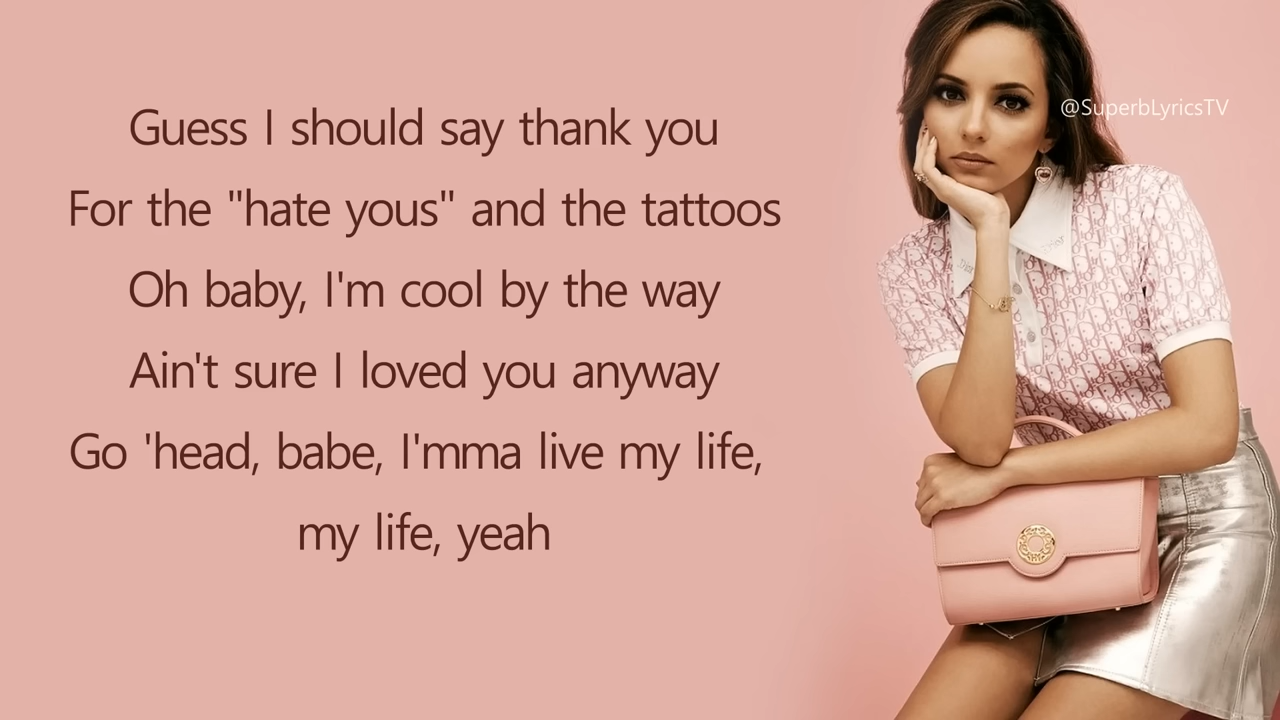 Guess I should say thank you
For the "hate yous" and the tattoos
Oh baby, I'm cool by the way
Ain't sure I loved you anyway
Go 'head, babe, I'mma live my life,
my life, yeah
@SuperbLyricsTV